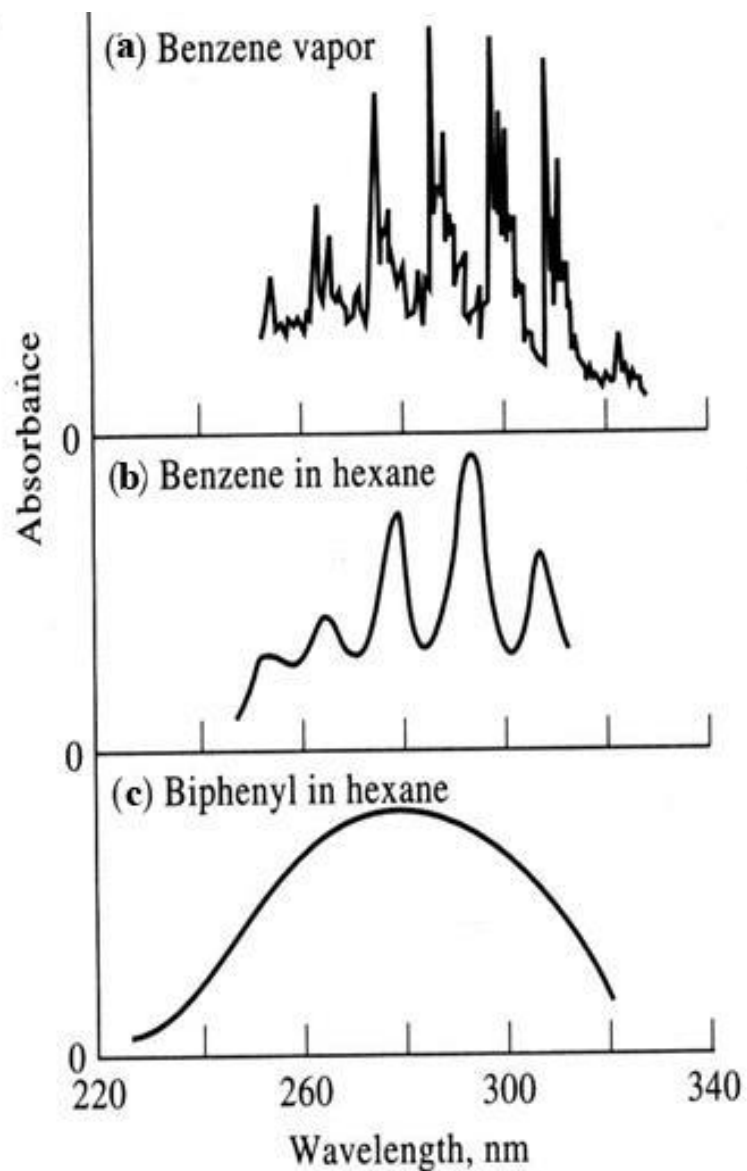 (a) Benzene vapor
Absorbance
0
(b) Benzene in hexane
0
(c) Biphenyl in hexane
0
220
260
300
340
Wavelength, nm